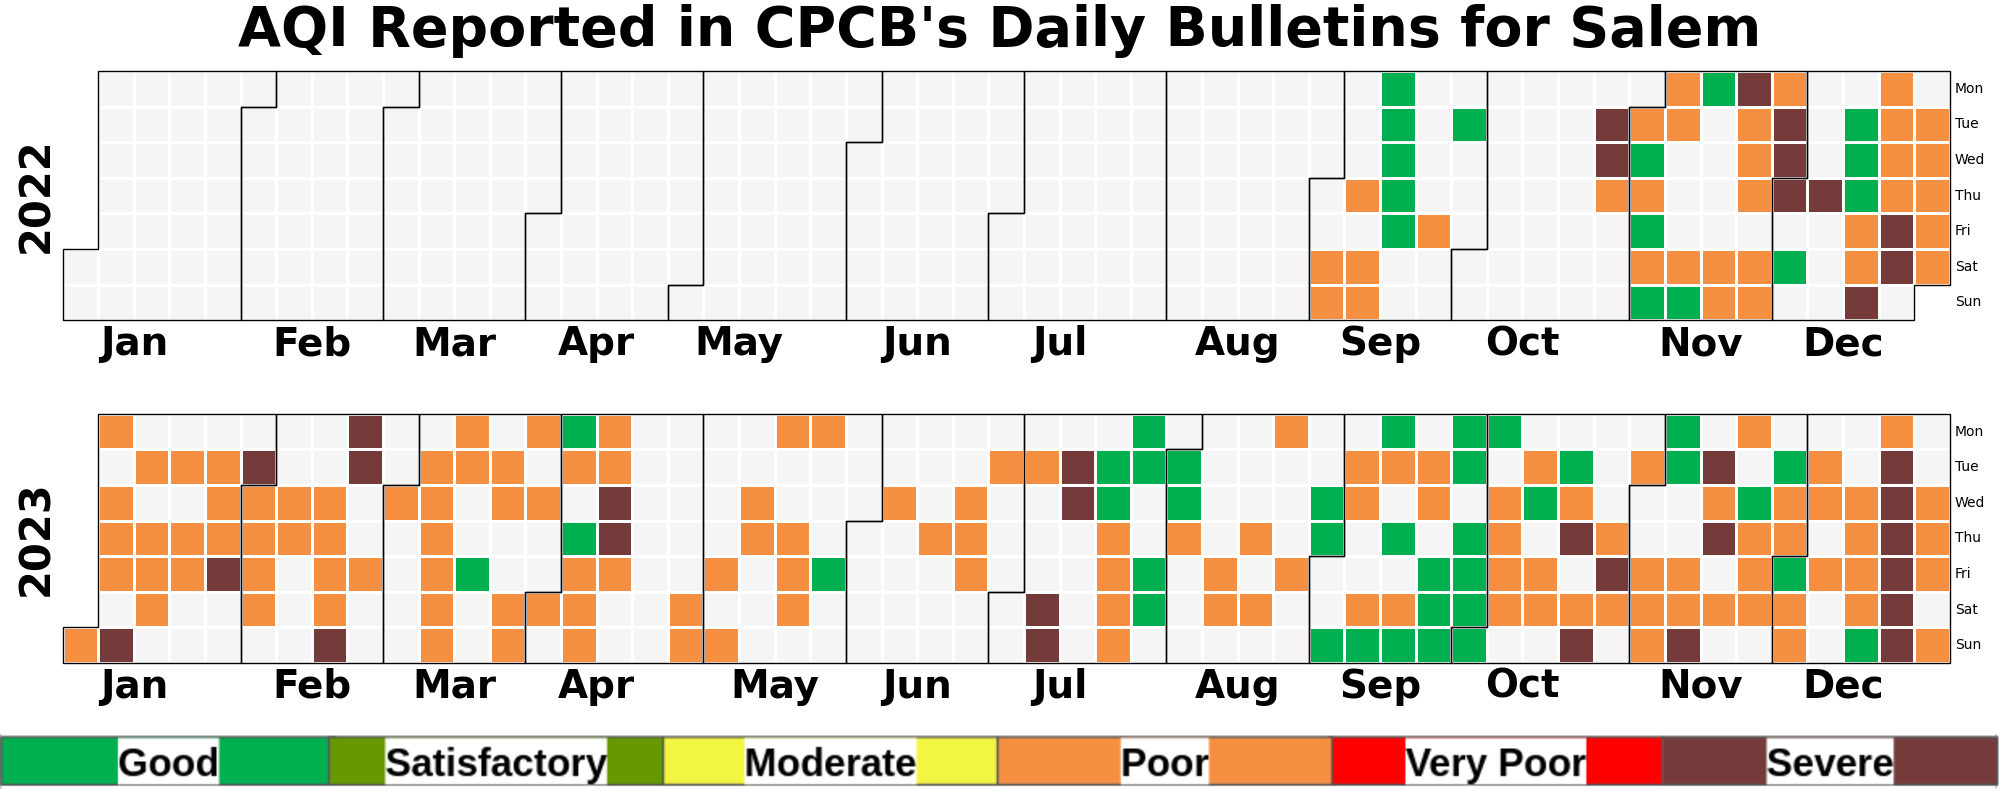 AQI Reported in CPCB's Daily Bulletins for Salem
2022
Mon
Tue
Wed
Thu
Fri
Sat
Sun
Jan Feb Mar Apr May Jun Jul Aug Sep Oct Nov Dec
2023
Mon
Tue
Wed
Thu
Fri
Sat
Sun
Jan Feb Mar Apr May Jun Jul Aug Sep Oct Nov Dec
Good Satisfactory Moderate Poor Very Poor Severe